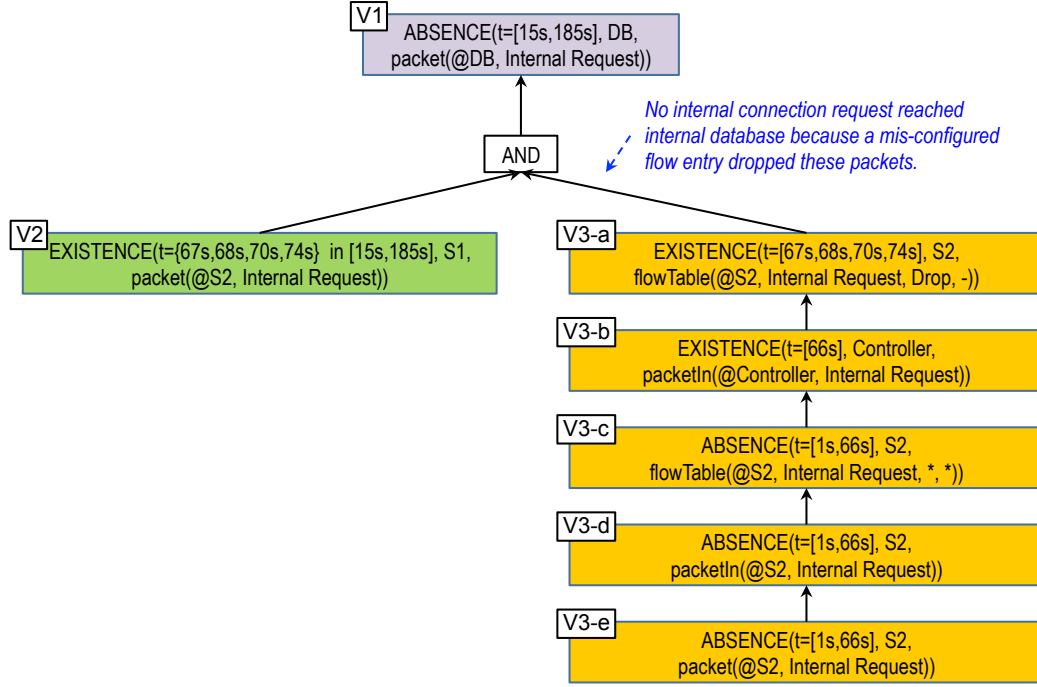 V1
ABSENCE(t=[15s,185s], DB,
packet(@DB, Internal Request))
No internal connection request reached
internal database because a mis-configured
flow entry dropped these packets.
AND
V2
EXISTENCE(t={67s,68s,70s,74s} in [15s,185s], S1,
packet(@S2, Internal Request))
V3-a
EXISTENCE(t=[67s,68s,70s,74s], S2,
flowTable(@S2, Internal Request, Drop, -))
V3-b
EXISTENCE(t=[66s], Controller,
packetIn(@Controller, Internal Request))
V3-c
ABSENCE(t=[1s,66s], S2,
flowTable(@S2, Internal Request, *, *))
V3-d
ABSENCE(t=[1s,66s], S2,
packetIn(@S2, Internal Request))
V3-e
ABSENCE(t=[1s,66s], S2,
packet(@S2, Internal Request))